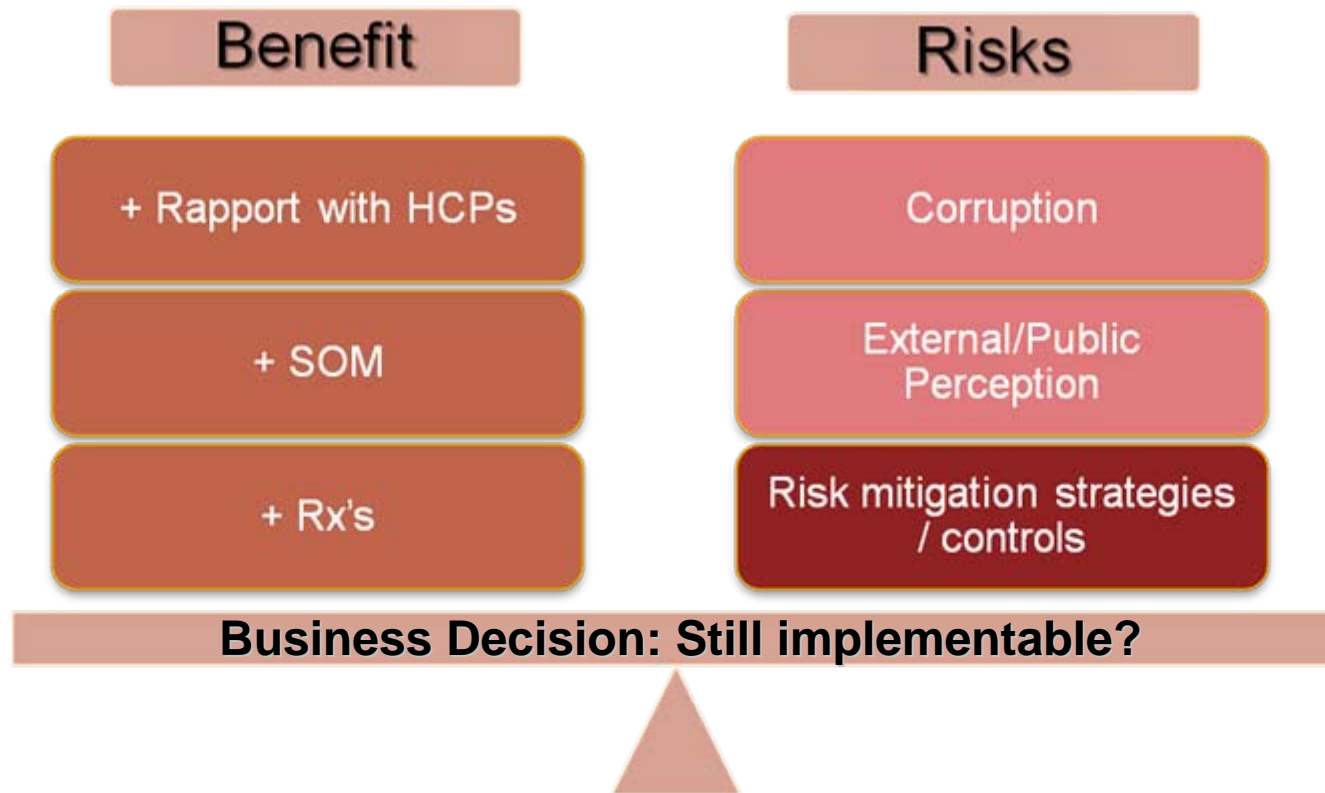 Benefit
Risks
+ Rapport with HCPs
+ SOM
+ Rx's
Corruption
External/Public
Perception
Risk mitigation strategies
/ controls
Business Decision: Still implementable?